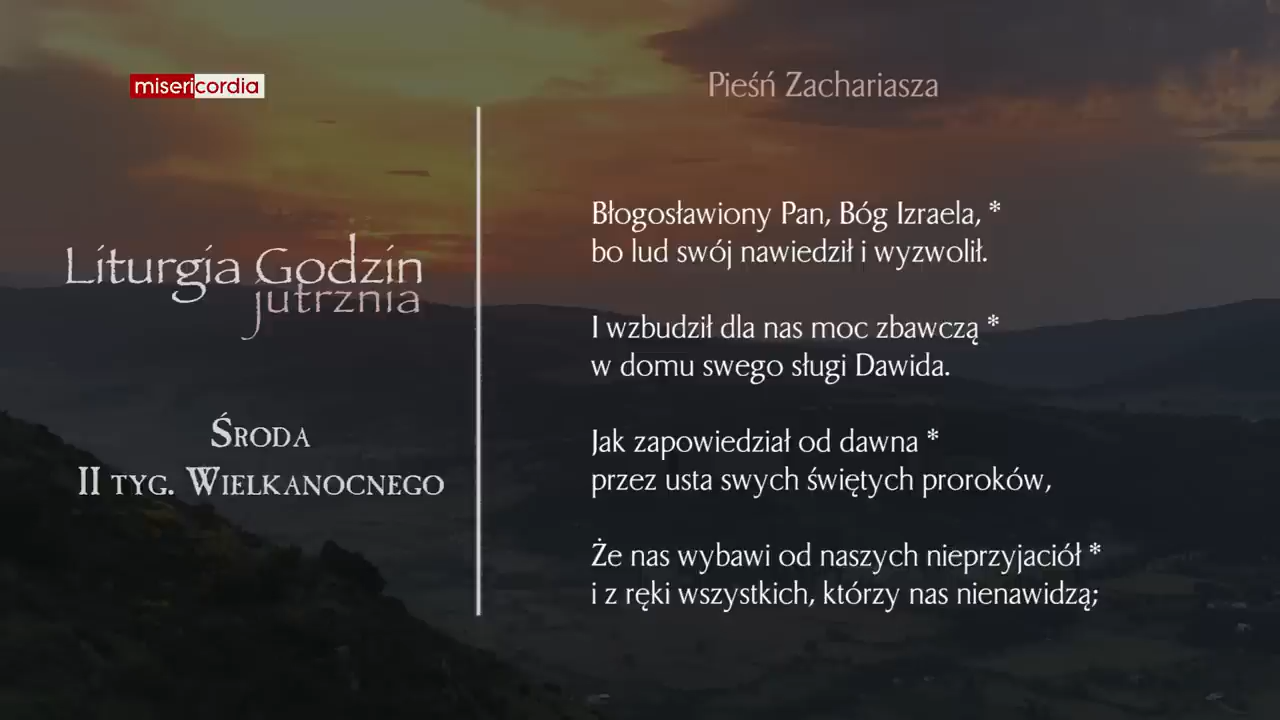 misericordia
Liturgia Godzin
jutrznia
Środa
II tyg. Wielkanocnego
Pieśń Zachariasza
Błogosławiony Pan, Bóg Izraela, *
bo lud swój nawiedził i wyzwolił.
I wzbudził dla nas moc zbawczą *
w domu swego sługi Dawida.
Jak zapowiedział od dawna *
przez usta swych świętych proroków,
Że nas wybawi od naszych nieprzyjaciół *
i z ręki wszystkich, którzy nas nienawidzą;